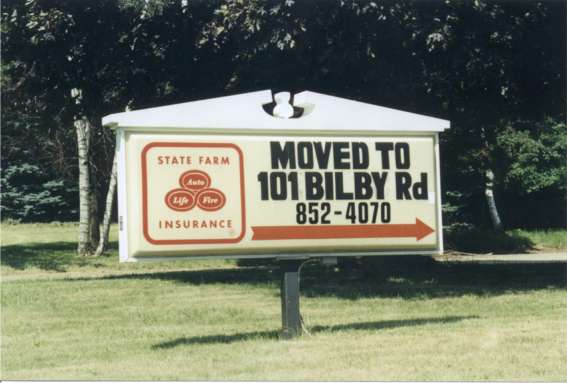 STATE FARM
Auto
Life Fire
INSURANCE
MOVED TO
101 BILBY Rd
852-4070